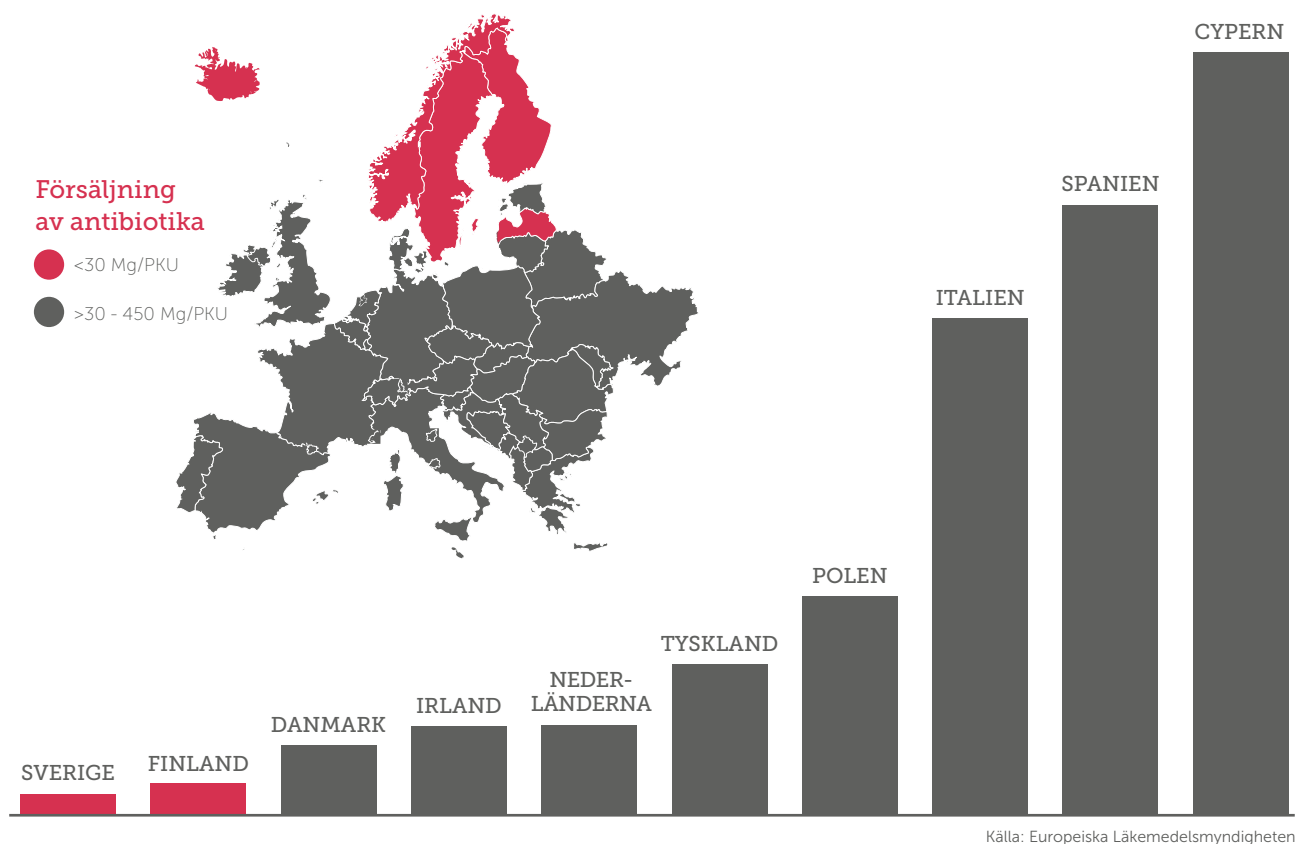 Försäljning
av antibiotika
<30 Mg/PKU
>30 - 450 Mg/PKU
SVERIGE
FINLAND
DANMARK
IRLAND
NEDER-
LÄNDERNA
TYSKLAND
POLEN
ITALIEN
SPANIEN
CYPERN
Källa: Europeiska Läkemedelsmyndigheten